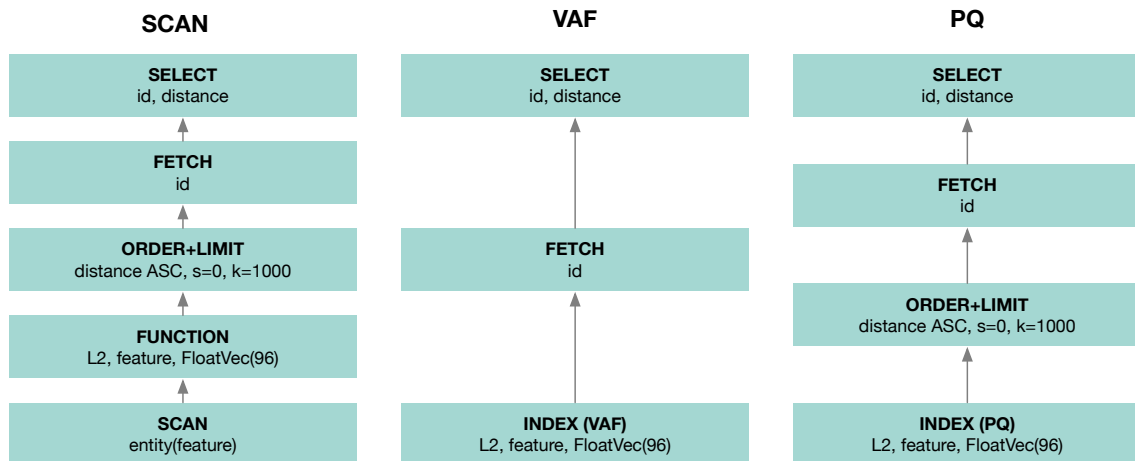 SCAN
SELECT
id, distance
FETCH
id
ORDER+LIMIT
distance ASC, s=0, k=1000
FUNCTION
L2, feature, FloatVec(96)
SCAN
entity(feature)
VAF
SELECT
id, distance
FETCH
id
INDEX (VAF)
L2, feature, FloatVec(96)
PQ
SELECT
id, distance
FETCH
id
ORDER+LIMIT
distance ASC, s=0, k=1000
INDEX (PQ)
L2, feature, FloatVec(96)